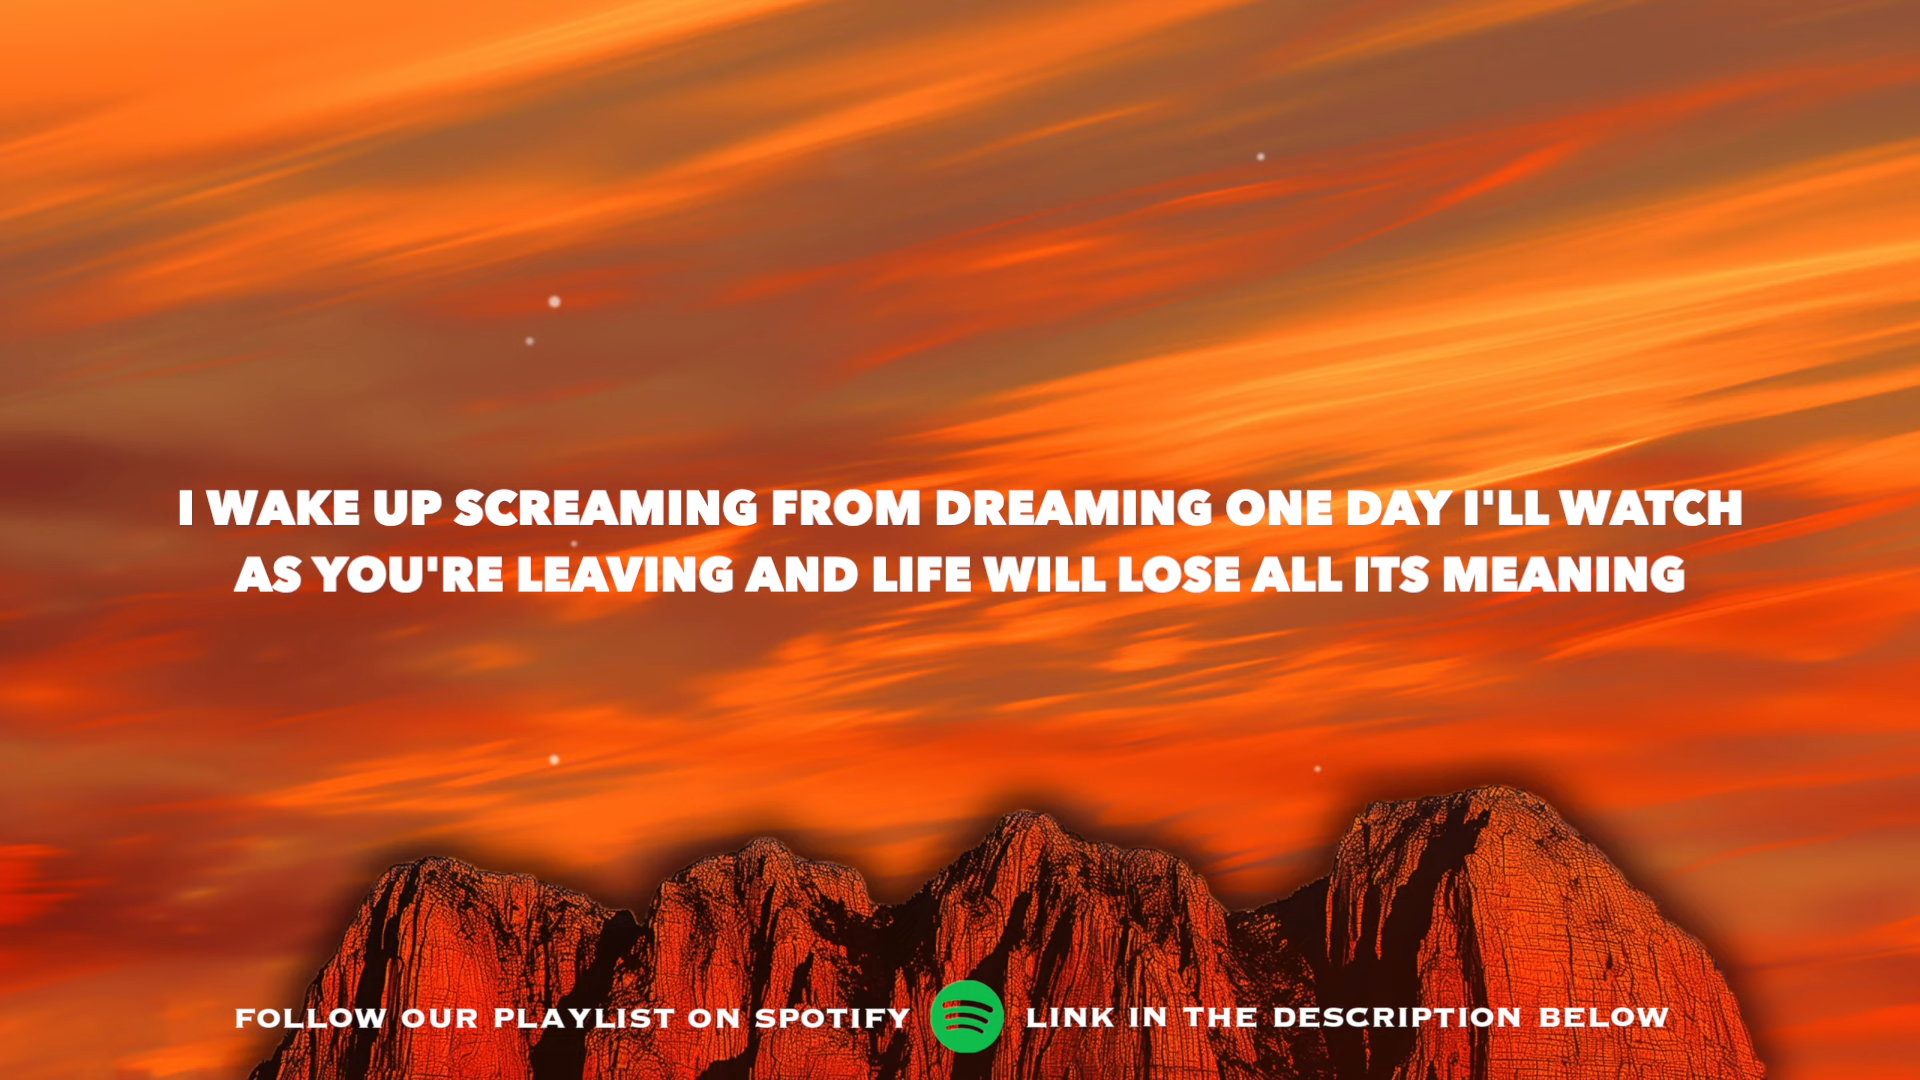 I WAKE UP SCREAMING FROM DREAMING ONE DAY I'LL WATCH
AS YOU'RE LEAVING AND LIFE WILL LOSE ALL ITS MEANING
FOLLOW OUR PLAYLIST ON SPOTIFY LINK IN THE DESCRIPTION BELOW